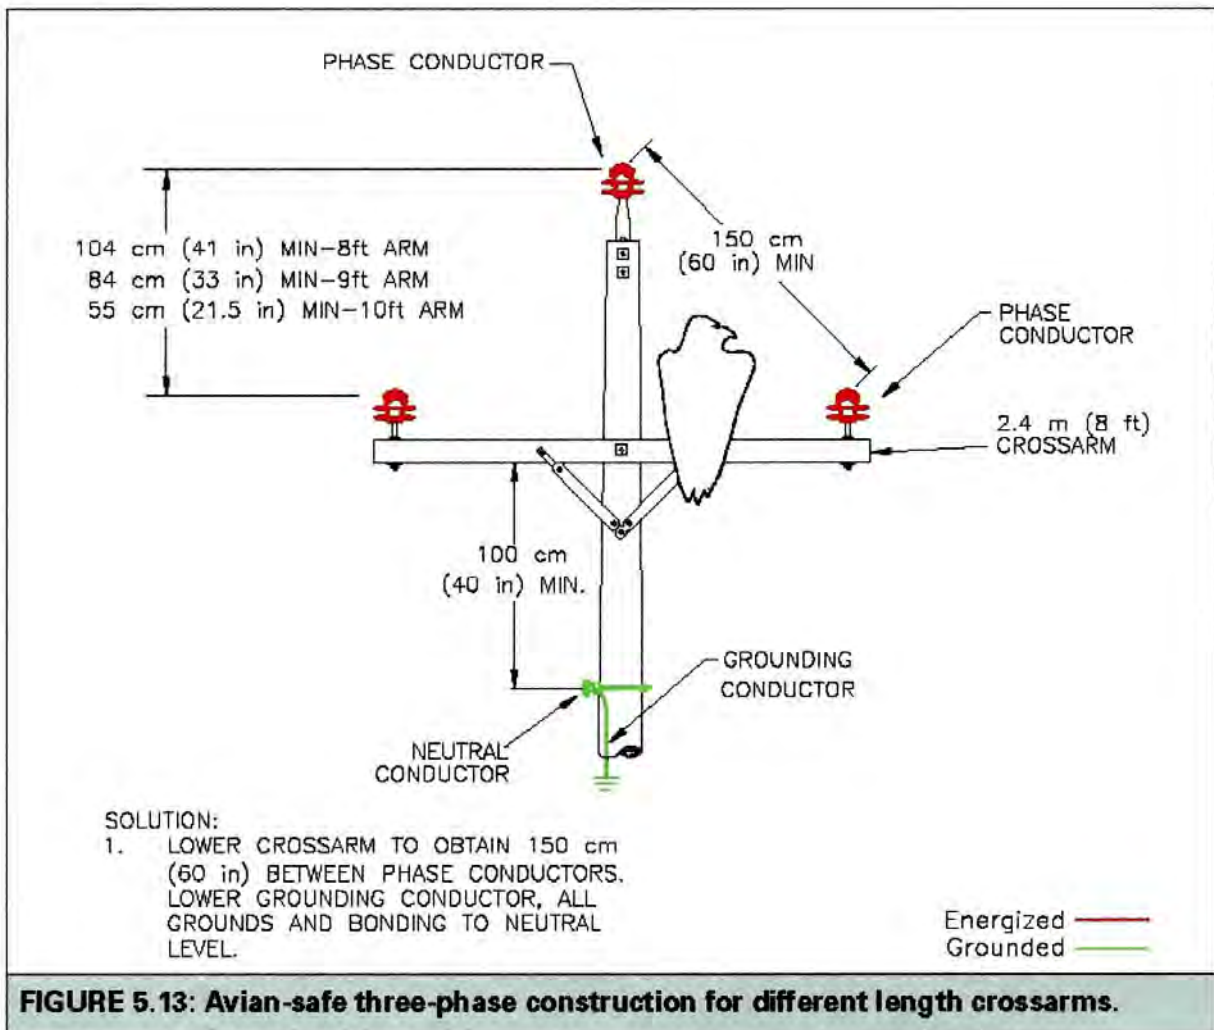 PHASE CONDUCTOR
104 cm (41 in) MIN-8ft ARM
84 cm (33 in) MIN-9ft ARM
55 cm (21.5 in) MIN-10ft ARM
150 cm
(60 in) MIN
PHASE
CONDUCTOR
2.4 m (8 ft)
CROSSARM
100 cm
(40 in) MIN.
GROUNDING
CONDUCTOR
NEUTRAL
CONDUCTOR
SOLUTION:
1. LOWER CROSSARM TO OBTAIN 150 cm
(60 in) BETWEEN PHASE CONDUCTORS.
LOWER GROUNDING CONDUCTOR, ALL
GROUNDS AND BONDING TO NEUTRAL
LEVEL.
Energized
Grounded
FIGURE 5.13: Avian-safe three-phase construction for different length crossarms.